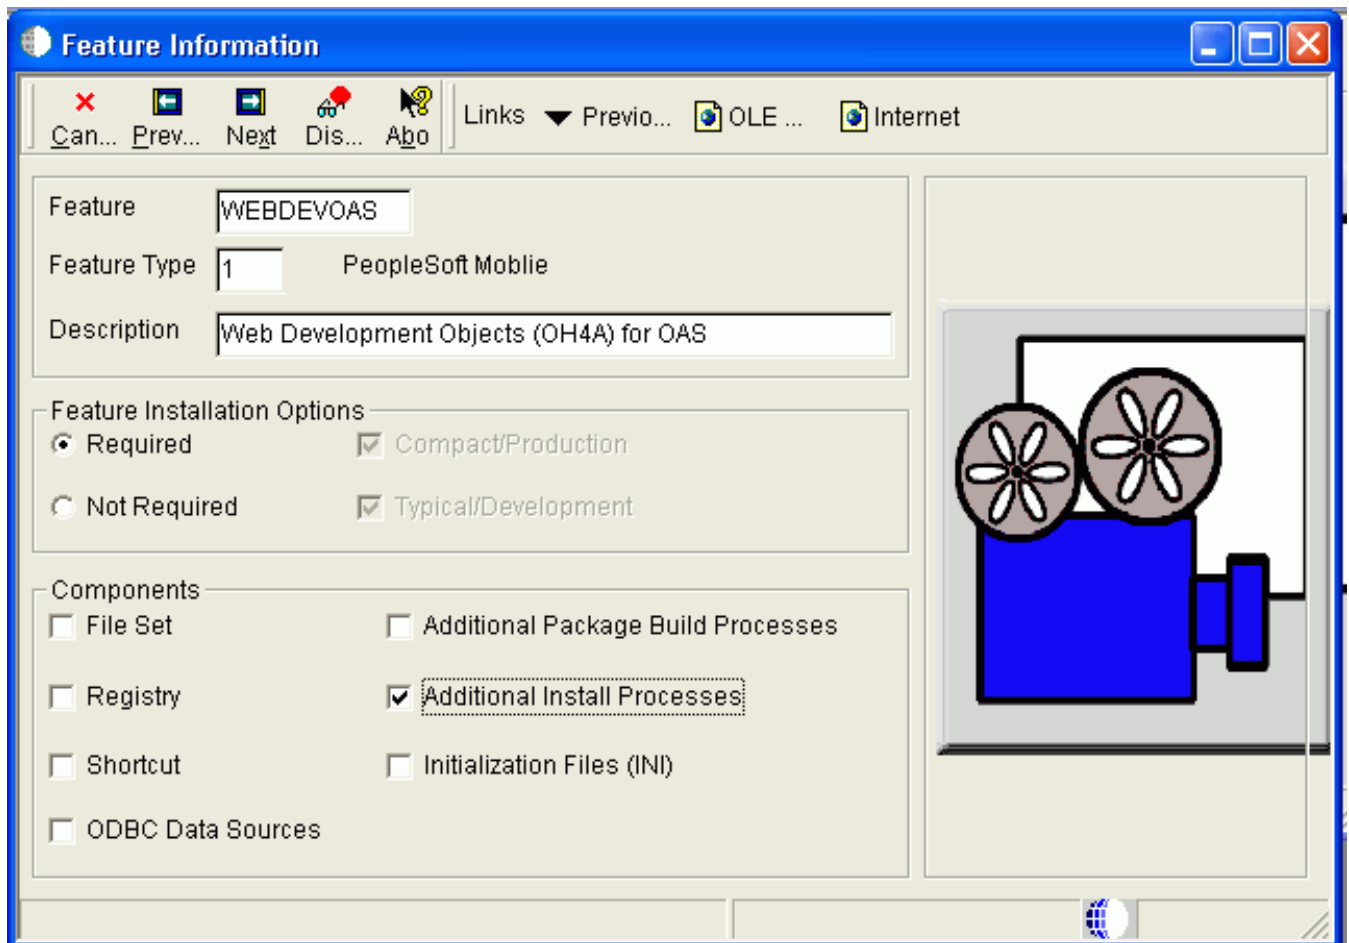 Feature Information
Can... Prev... Next Dis... Abo Links Previo... OLE ... Internet
Feature WEBDEVOAS
Feature Type 1 PeopleSoft Moblie
Description Web Development Objects (OH4A) for OAS
Feature Installation Options
Required Compact/Production
Not Required Typical/Development
Components
File Set Additional Package Build Processes
Registry Additional Install Processes
Shortcut Initialization Files (INI)
ODBC Data Sources